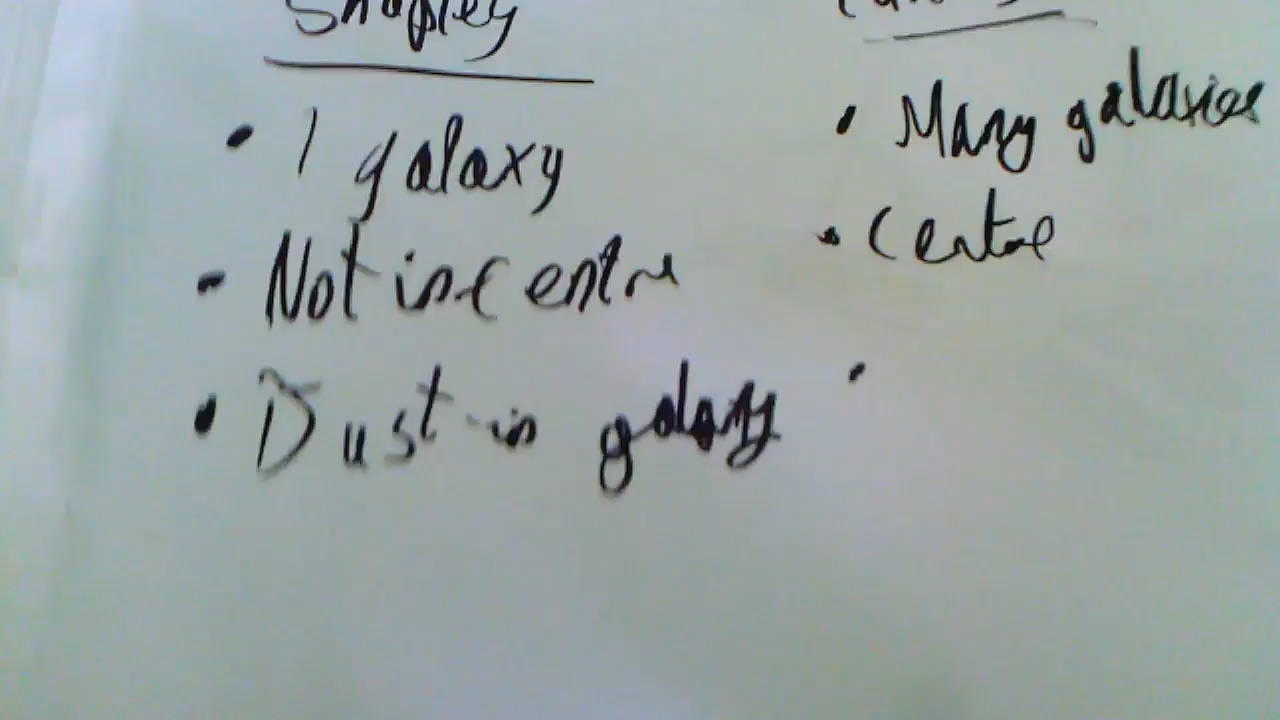 Shapley
• 1 galaxy
- Not in centre
• Dust in galaxy
• Many galaxies
• Centre
•